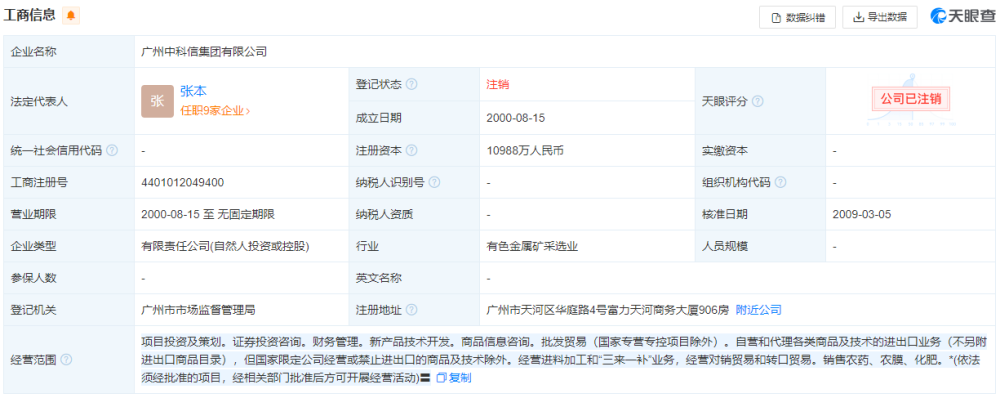 工商信息 数据纠错 导出数据 天眼查
企业名称 广州中科信集团有限公司
法定代表人 张 张本 任职9家企业› 登记状态 ? 注销 天眼评分 ? 公司已注销
成立日期 2000-08-15
统一社会信用代码 ? - 注册资本 ? 10988万人民币 实缴资本 -
工商注册号 4401012049400 纳税人识别号 ? - 组织机构代码 ? -
营业期限 2000-08-15 至 无固定期限 纳税人资质 - 核准日期 2009-03-05
企业类型 有限责任公司(自然人投资或控股) 行业 有色金属矿采选业 人员规模 -
参保人数 - 英文名称 -
登记机关 广州市市场监督管理局 注册地址 ? 广州市天河区华庭路4号富力天河商务大厦906房 附近公司
经营范围 ? 项目投资及策划。证券投资咨询。财务管理。新产品技术开发。商品信息咨询。批发贸易（国家专营专控项目除外）。自营和代理各类商品及技术的进出口业务（不另附
进出口商品目录），但国家限定公司经营或禁止进出口的商品及技术除外。经营进料加工和“三来一补”业务，经营对销贸易和转口贸易。销售农药、农膜、化肥。*(依法
须经批准的项目，经相关部门批准后方可开展经营活动)〓 复制